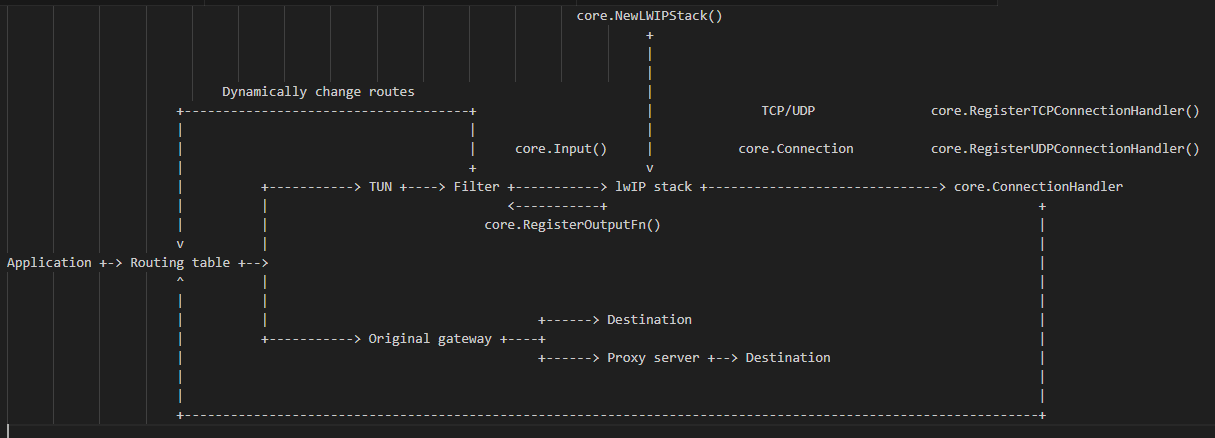 core.NewLWIPStack()
+
|
|
Dynamically change routes |
+-------------------------------------+ | TCP/UDP core.RegisterTCPConnectionHandler()
| | |
| | core.Input() | core.Connection core.RegisterUDPConnectionHandler()
| + v
| +-----------> TUN +----> Filter +-----------> lwIP stack +------------------------------> core.ConnectionHandler
| | <-----------+ +
| | core.RegisterOutputFn() |
v | |
Application +-> Routing table +--> |
^ | |
| | |
| | +------> Destination |
| +-----------> Original gateway +----+ |
| +------> Proxy server +--> Destination |
| |
| |
+---------------------------------------------------------------------------------------------------------------+